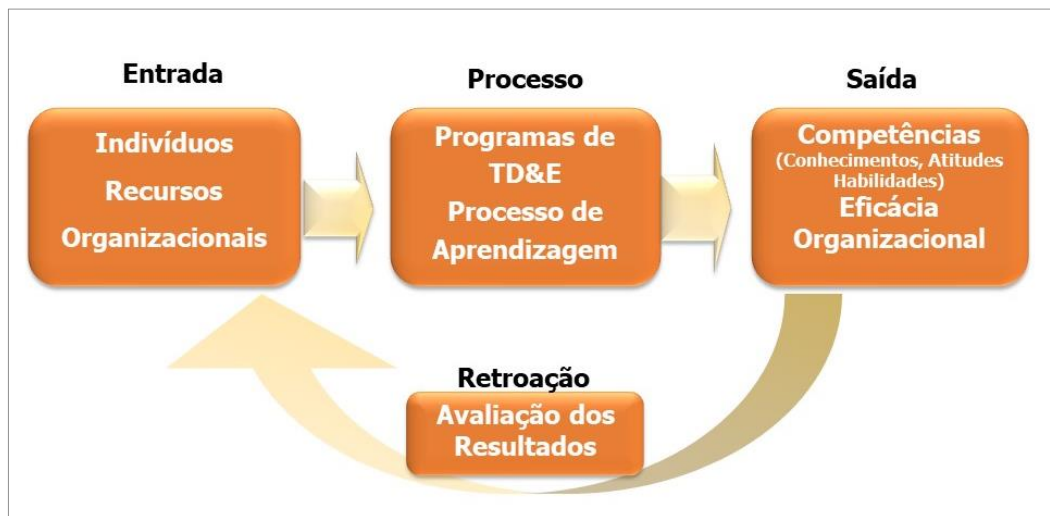 Entrada
Indivíduos
Recursos
Organizacionais
Processo
Programas de
TD&E
Processo de
Aprendizagem
Saída
Competências
(Conhecimentos, Atitudes
Habilidades)
Eficácia
Organizacional
Retroação
Avaliação dos
Resultados